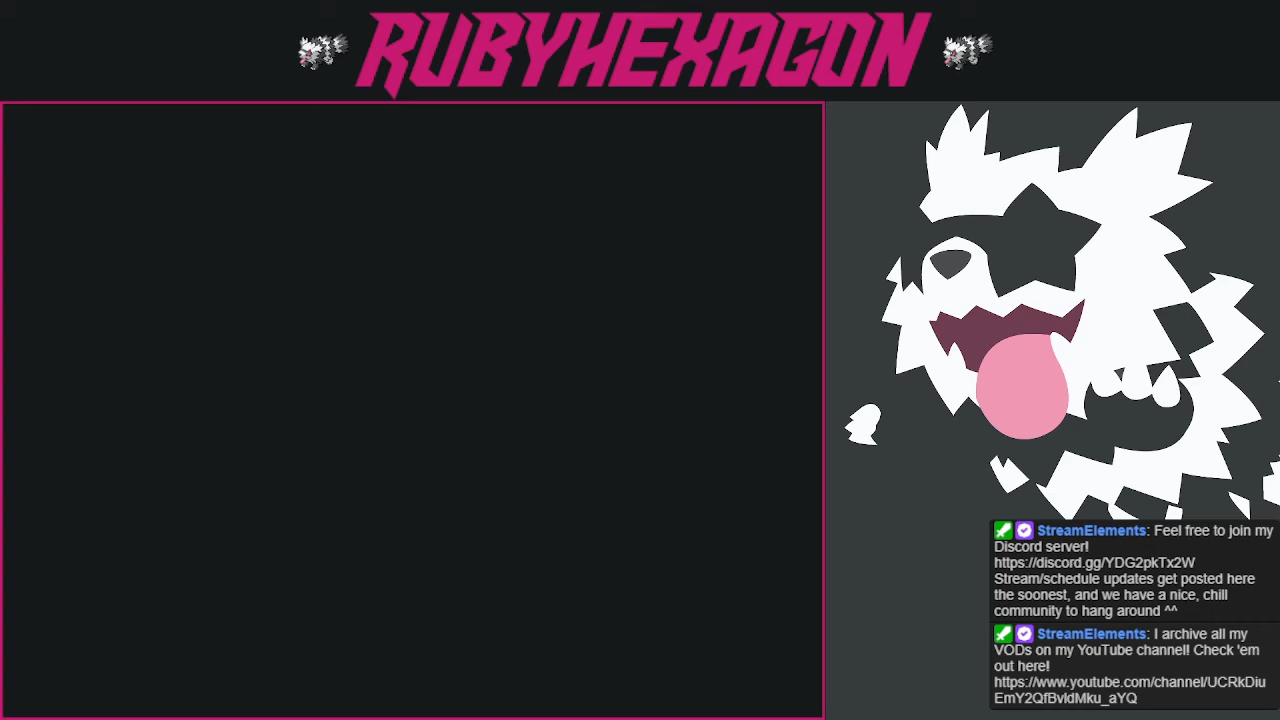 RUBYHEXAGON
StreamElements: Feel free to join my
Discord server!
https://discord.gg/YDG2pkTx2W
Stream/schedule updates get posted here
the soonest, and we have a nice, chill
community to hang around ^^
StreamElements: I archive all my
VODs on my YouTube channel! Check 'em
out here!
https://www.youtube.com/channel/UCRkDiu
EmY2QfBvldMku_aYQ